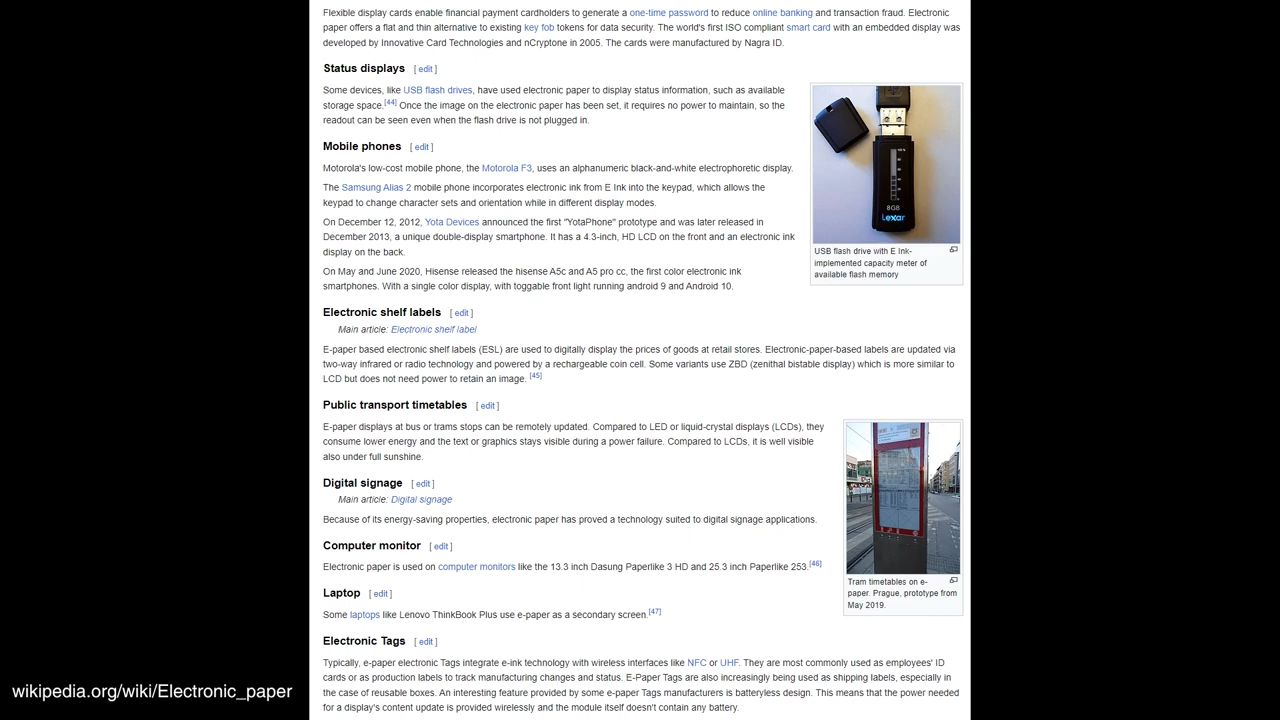 Flexible display cards enable financial payment cardholders to generate a one-time password to reduce online banking and transaction fraud. Electronic
paper offers a flat and thin alternative to existing key fob tokens for data security. The world's first ISO compliant smart card with an embedded display was
developed by Innovative Card Technologies and nCryptone in 2005. The cards were manufactured by Nagra ID.
Status displays [ edit ]
Some devices, like USB flash drives, have used electronic paper to display status information, such as available
storage space.[44] Once the image on the electronic paper has been set, it requires no power to maintain, so the
readout can be seen even when the flash drive is not plugged in.
8GB
Lexar
USB flash drive with E Ink-
implemented capacity meter of
available flash memory
Mobile phones [ edit ]
Motorola's low-cost mobile phone, the Motorola F3, uses an alphanumeric black-and-white electrophoretic display.
The Samsung Alias 2 mobile phone incorporates electronic ink from E Ink into the keypad, which allows the
keypad to change character sets and orientation while in different display modes.
On December 12, 2012, Yota Devices announced the first "YotaPhone" prototype and was later released in
December 2013, a unique double-display smartphone. It has a 4.3-inch, HD LCD on the front and an electronic ink
display on the back.
On May and June 2020, Hisense released the hisense A5c and A5 pro cc, the first color electronic ink
smartphones. With a single color display, with toggable front light running android 9 and Android 10.
Electronic shelf labels [ edit ]
Main article: Electronic shelf label
E-paper based electronic shelf labels (ESL) are used to digitally display the prices of goods at retail stores. Electronic-paper-based labels are updated via
two-way infrared or radio technology and powered by a rechargeable coin cell. Some variants use ZBD (zenithal bistable display) which is more similar to
LCD but does not need power to retain an image. [45]
Public transport timetables [ edit ]
E-paper displays at bus or trams stops can be remotely updated. Compared to LED or liquid-crystal displays (LCDs), they
consume lower energy and the text or graphics stays visible during a power failure. Compared to LCDs, it is well visible
also under full sunshine.
Tram timetables on e-
paper. Prague, prototype from
May 2019.
Digital signage [ edit ]
Main article: Digital signage
Because of its energy-saving properties, electronic paper has proved a technology suited to digital signage applications.
Computer monitor [ edit ]
Electronic paper is used on computer monitors like the 13.3 inch Dasung Paperlike 3 HD and 25.3 inch Paperlike 253.[46]
Laptop [ edit ]
Some laptops like Lenovo ThinkBook Plus use e-paper as a secondary screen.[47]
Electronic Tags [ edit ]
Typically, e-paper electronic Tags integrate e-ink technology with wireless interfaces like NFC or UHF. They are most commonly used as employees' ID
cards or as production labels to track manufacturing changes and status. E-Paper Tags are also increasingly being used as shipping labels, especially in
the case of reusable boxes. An interesting feature provided by some e-paper Tags manufacturers is batteryless design. This means that the power needed
for a display's content update is provided wirelessly and the module itself doesn't contain any battery.
wikipedia.org/wiki/Electronic_paper